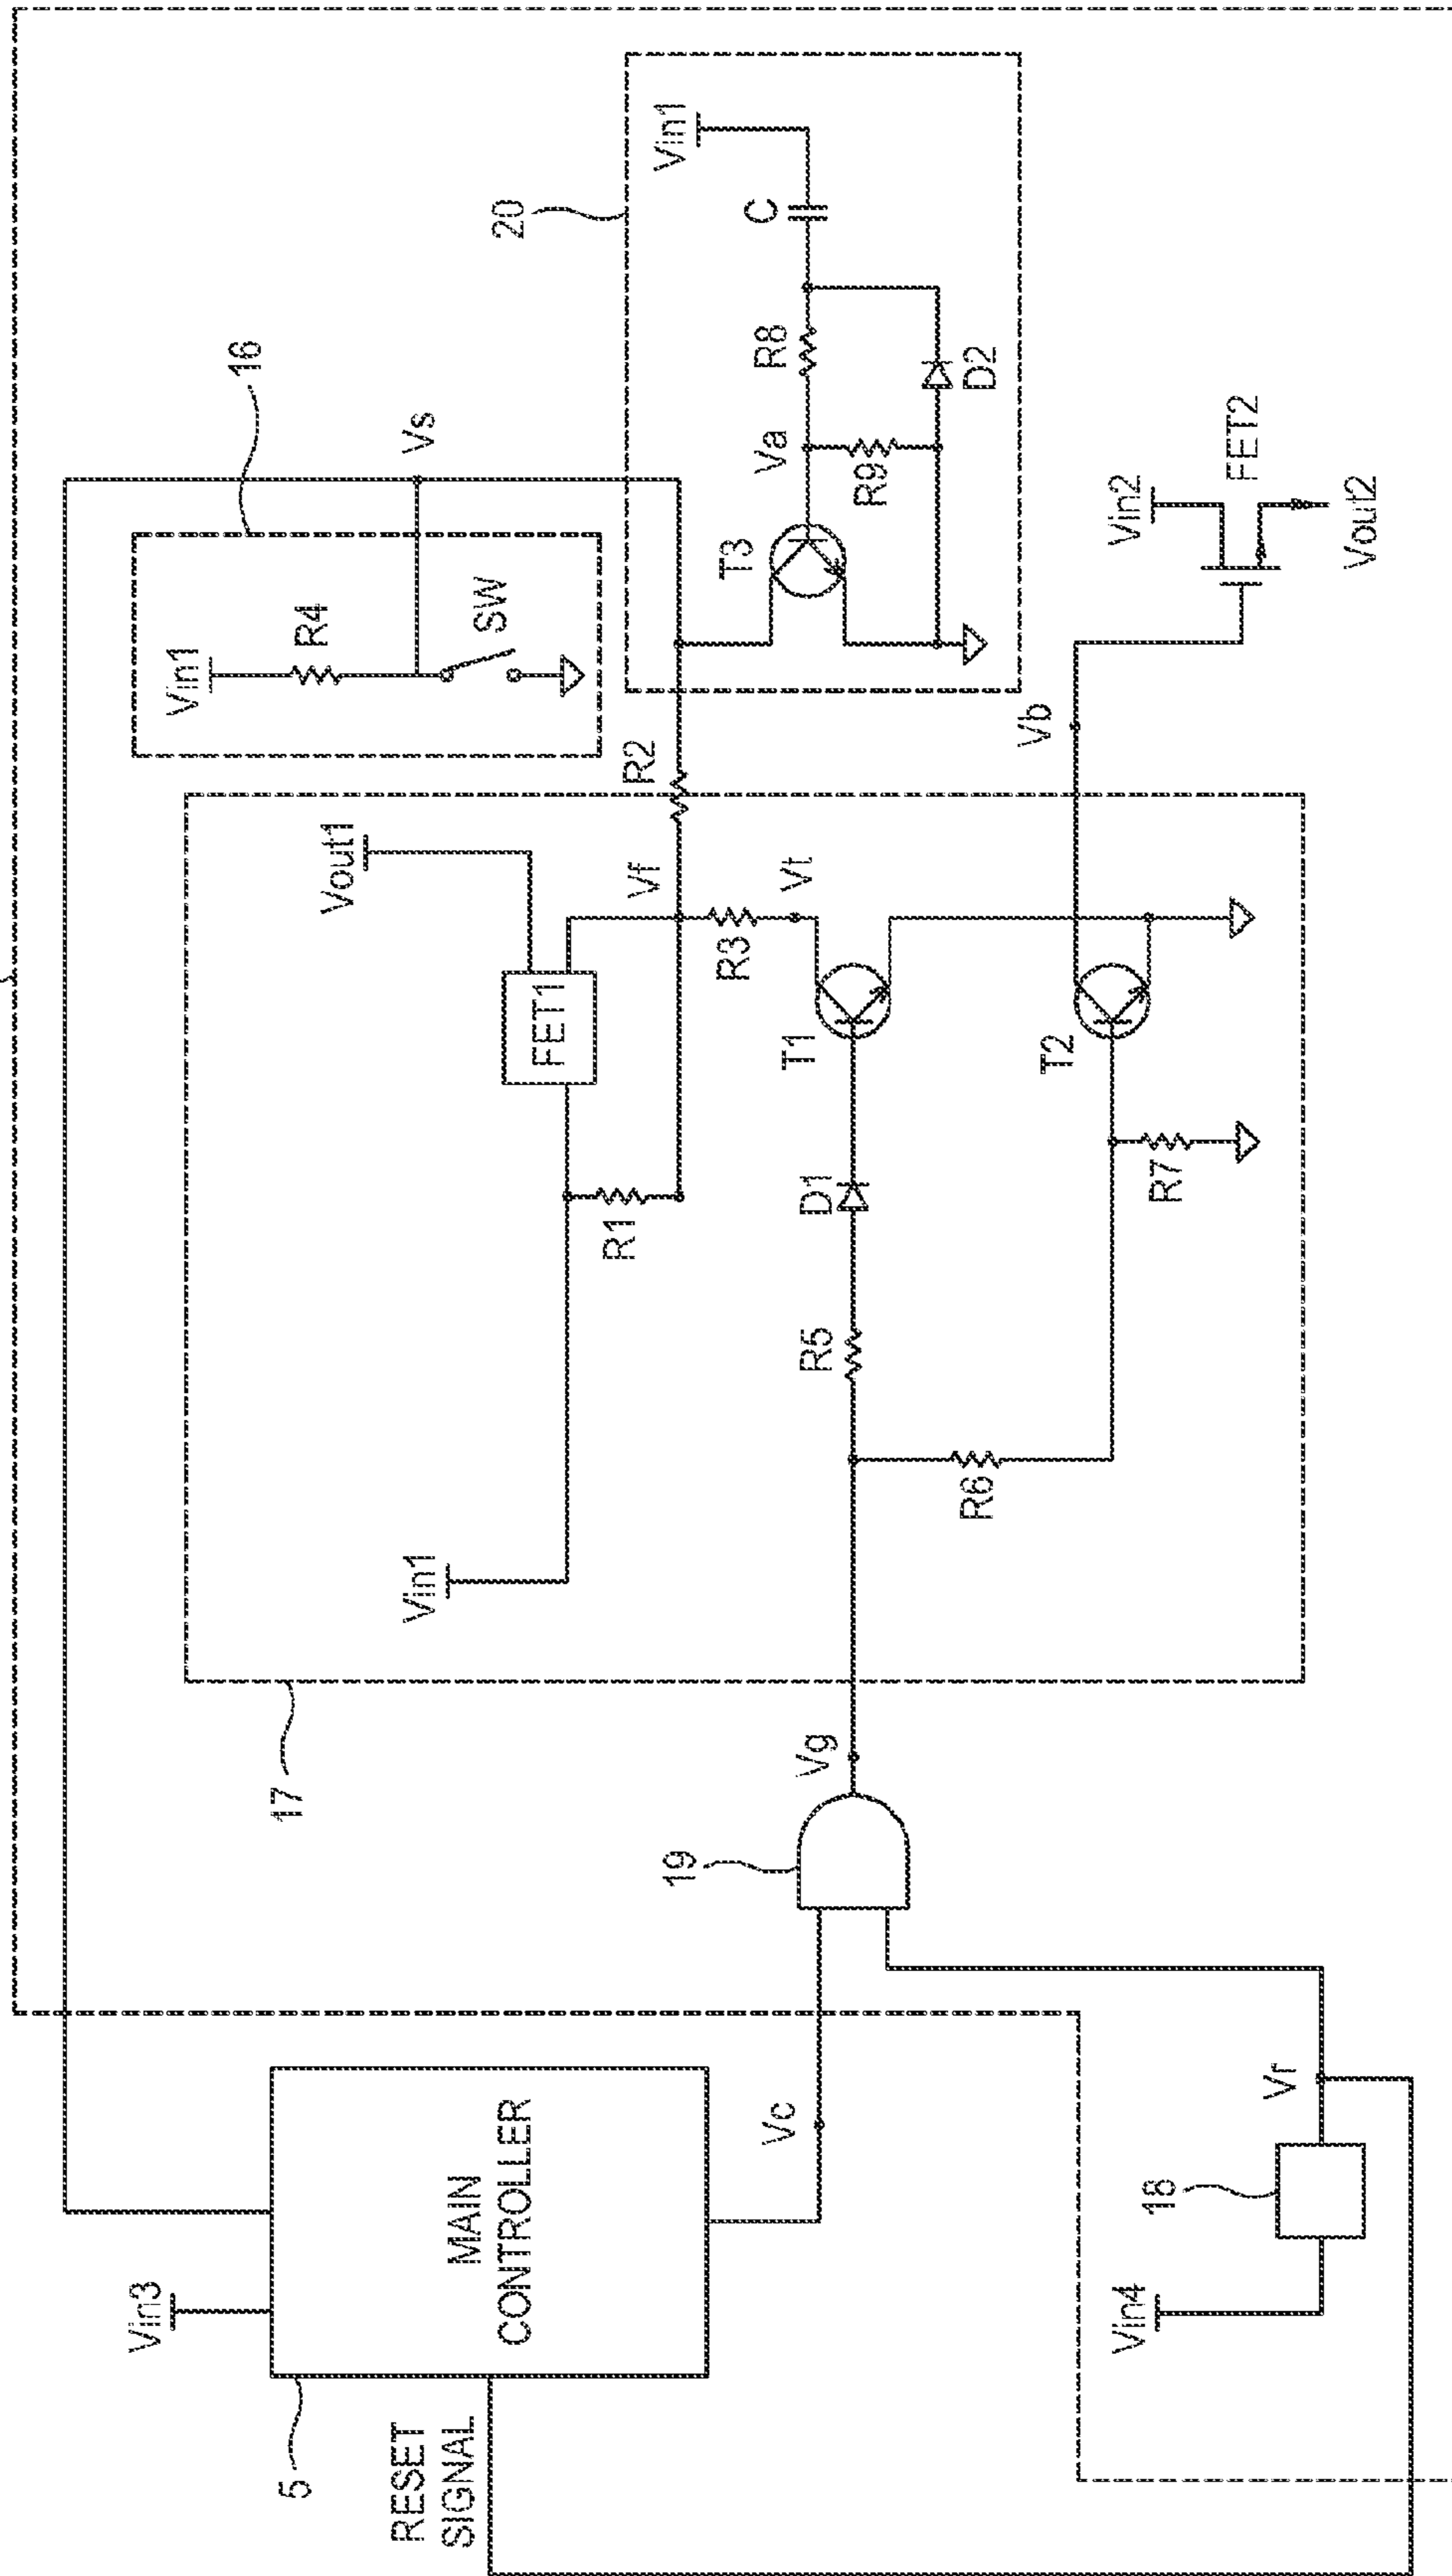 Vin3
5
MAIN
CONTROLLER
RESET
SIGNAL
Vc
Vin4
18
Vr
19
Vg
17
Vin1
R1
FET1
Vout1
Vf
R2
R3
Vt
T1
D1
R5
R6
T2
R7
16
Vin1
R4
SW
Vs
20
Vin1
C
R8
Va
R9
D2
T3
Vb
Vin2
FET2
Vout2